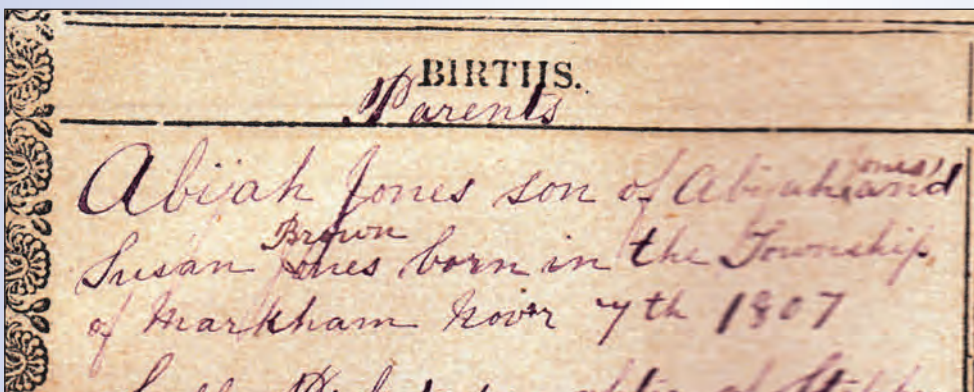 BIRTHS.
Parents
Abijah Jones son of Abijah Jones and
Susan Brown Jones born in the Township
of Markham Novr 7th 1807